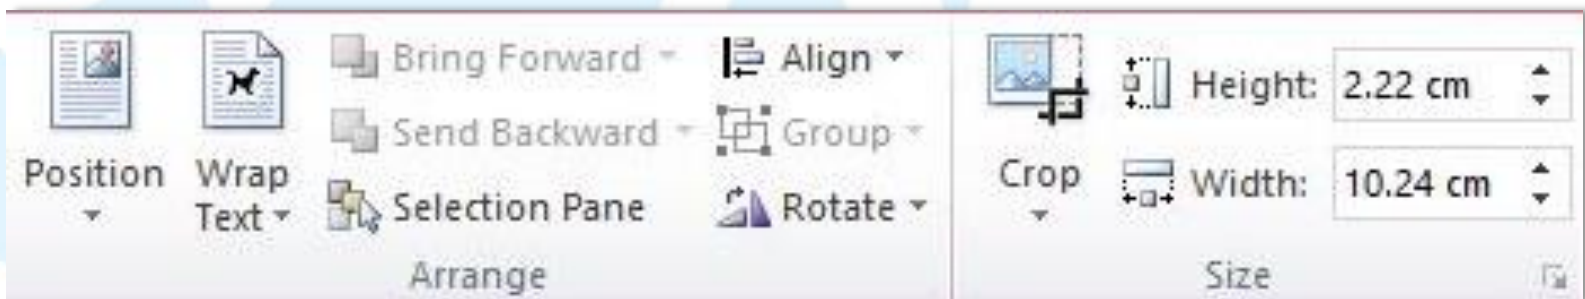 Position
Wrap
Text
Bring Forward
Send Backward
Selection Pane
Align
Group
Rotate
Arrange
Crop
Height: 2.22 cm
Width: 10.24 cm
Size